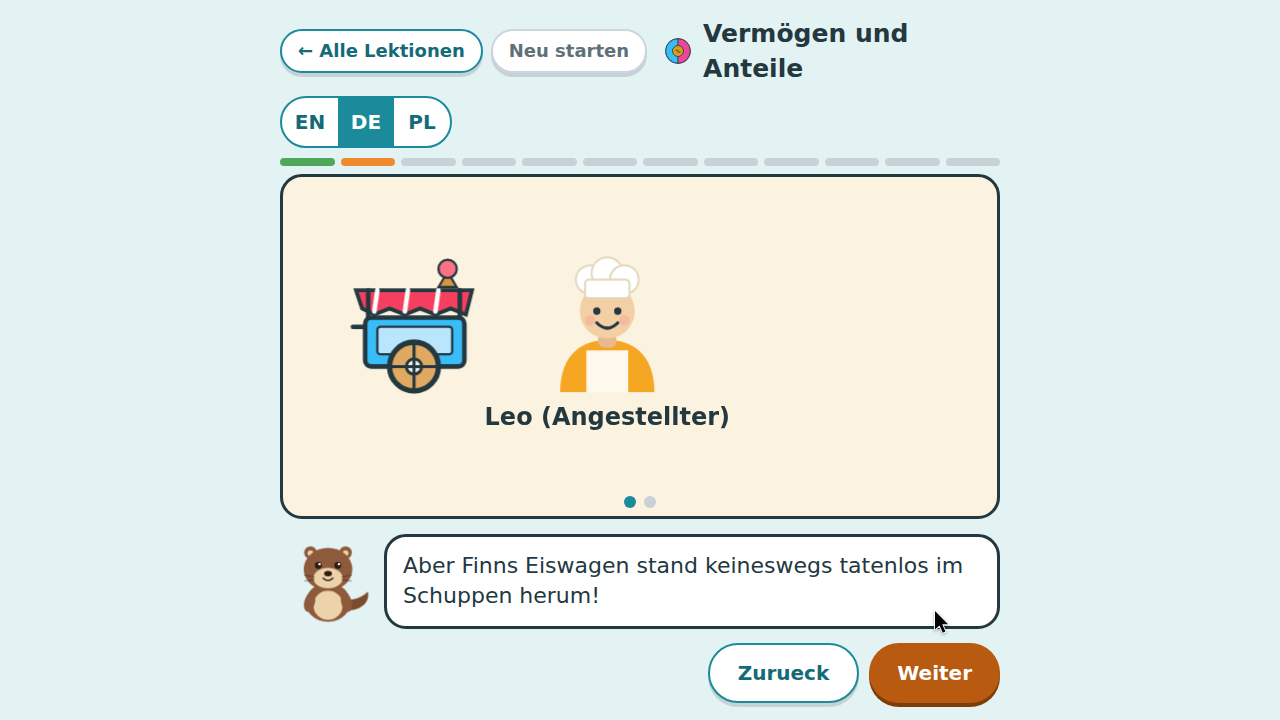 ← Alle Lektionen
Neu starten
Vermögen und
Anteile
EN DE PL
Leo (Angestellter)
Aber Finns Eiswagen stand keineswegs tatenlos im
Schuppen herum!
Zurueck
Weiter